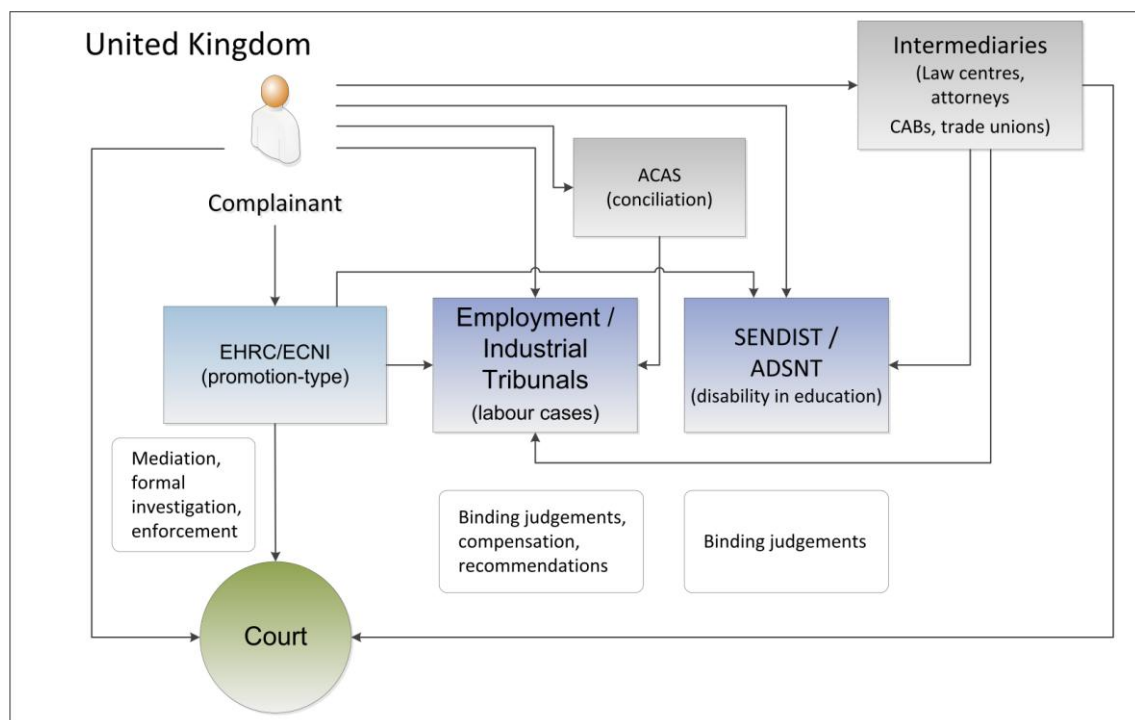 United Kingdom
Intermediaries
(Law centres,
attorneys
CABs, trade unions)
ACAS
(conciliation)
Complainant
EHRC/ECNI
(promotion-type)
Employment /
Industrial
Tribunals
(labour cases)
SENDIST /
ADSNT
(disability in education)
Mediation,
formal
investigation,
enforcement
Binding judgements,
compensation,
recommendations
Binding judgements
Court